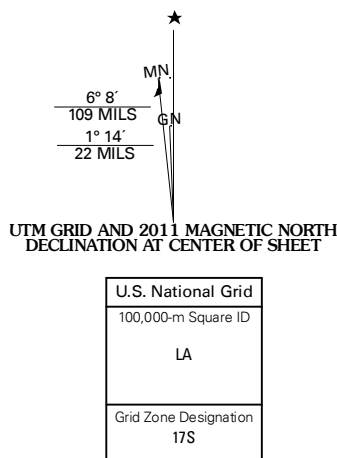 ★
MN.
6° 8´
109 MILS
GN
1° 14´
22 MILS
UTM GRID AND 2011 MAGNETIC NORTH
DECLINATION AT CENTER OF SHEET
U.S. National Grid
100,000-m Square ID
LA
Grid Zone Designation
17S